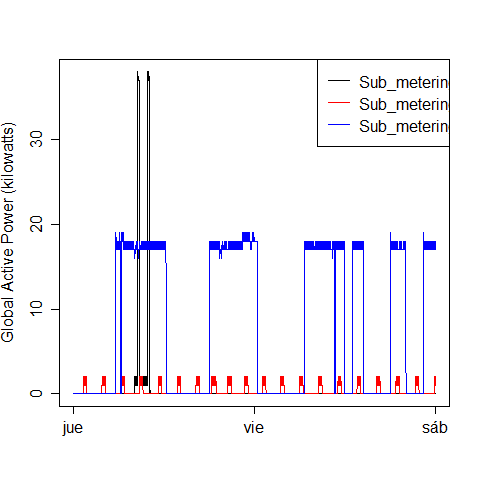 Sub_meterin
Sub_meterin
Sub_meterin
Global Active Power (kilowatts)
30
20
10
0
jue vie sáb